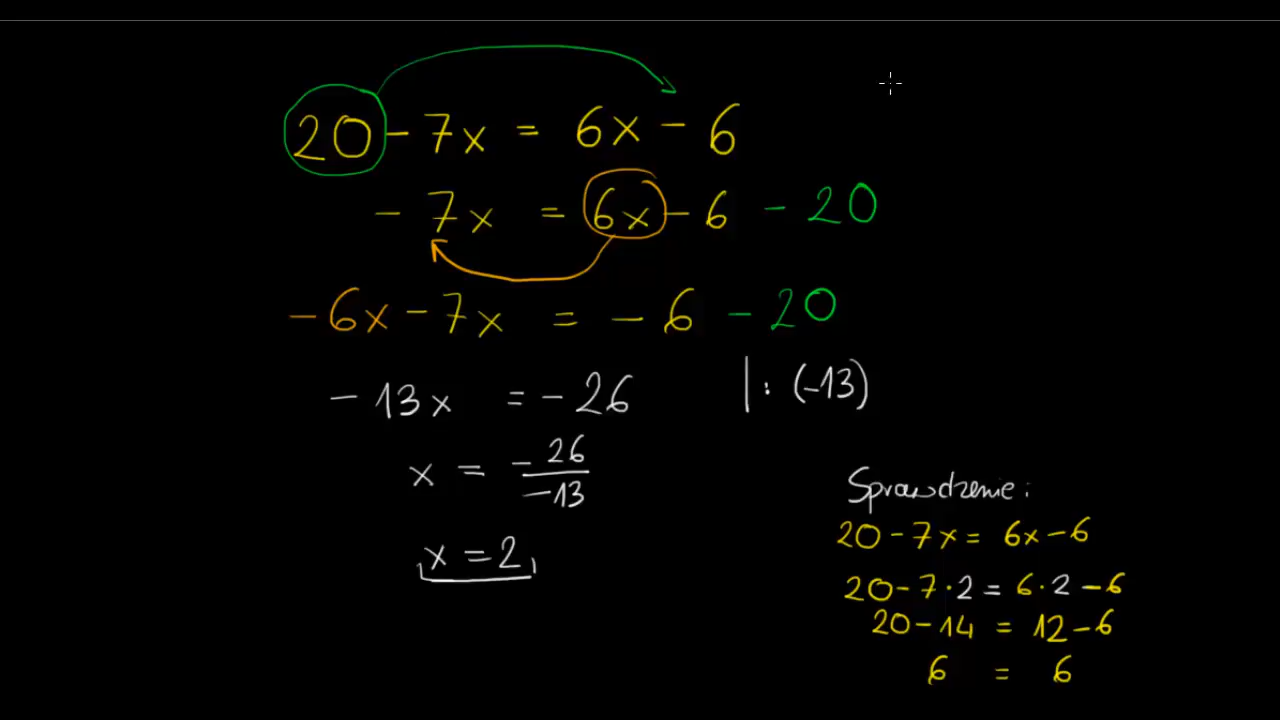 20 - 7x = 6x - 6
- 7x = 6x - 6 - 20
- 6x - 7x = - 6 - 20
- 13x = - 26 |: (-13)
x = - 26 / - 13
x = 2
Sprawdzenie:
20 - 7x = 6x - 6
20 - 7 · 2 = 6 · 2 - 6
20 - 14 = 12 - 6
6 = 6